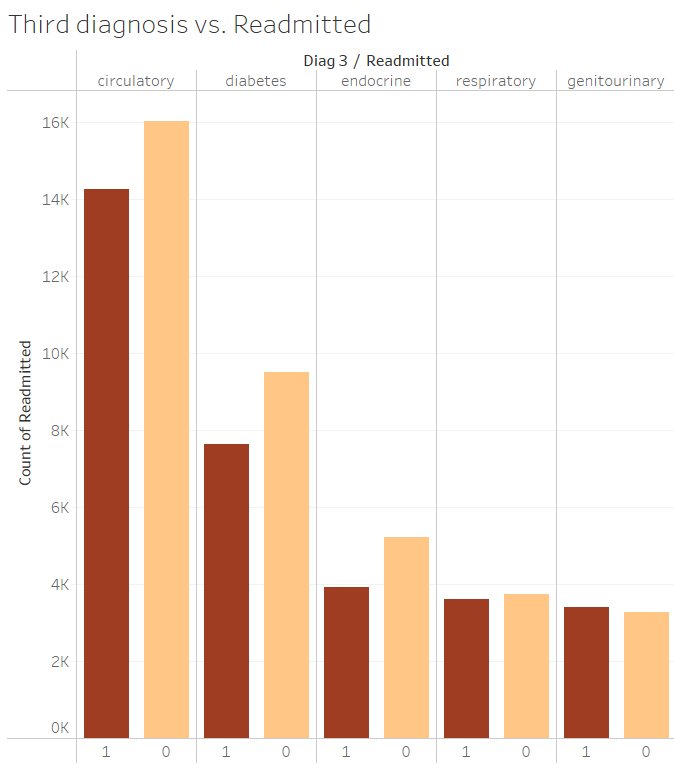 Third diagnosis vs. Readmitted
Diag 3 / Readmitted
circulatory diabetes endocrine respiratory genitourinary
16K
14K
12K
10K
8K
6K
4K
2K
0K
Count of Readmitted
1 0 1 0 1 0 1 0 1 0